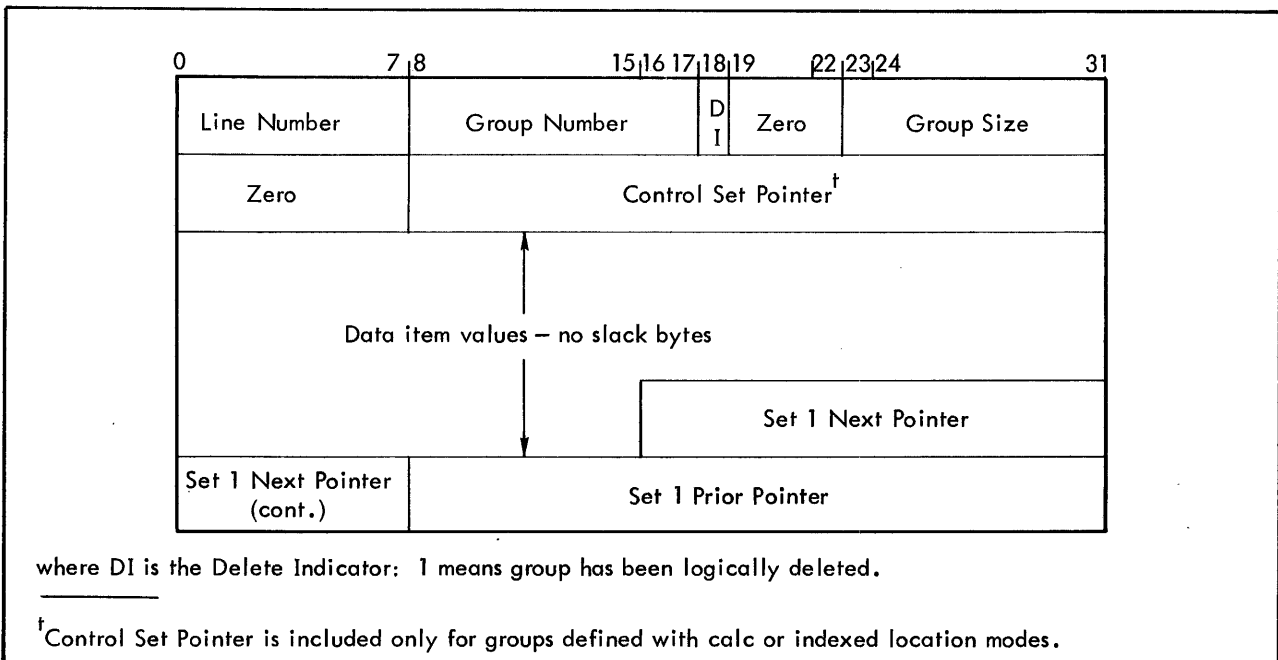 0 7 8 15 16 17 18 19 22 23 24 31
Line Number Group Number D I Zero Group Size
Zero Control Set Pointer†
Data item values – no slack bytes
Set 1 Next Pointer
Set 1 Next Pointer (cont.) Set 1 Prior Pointer
where DI is the Delete Indicator: 1 means group has been logically deleted.
†Control Set Pointer is included only for groups defined with calc or indexed location modes.